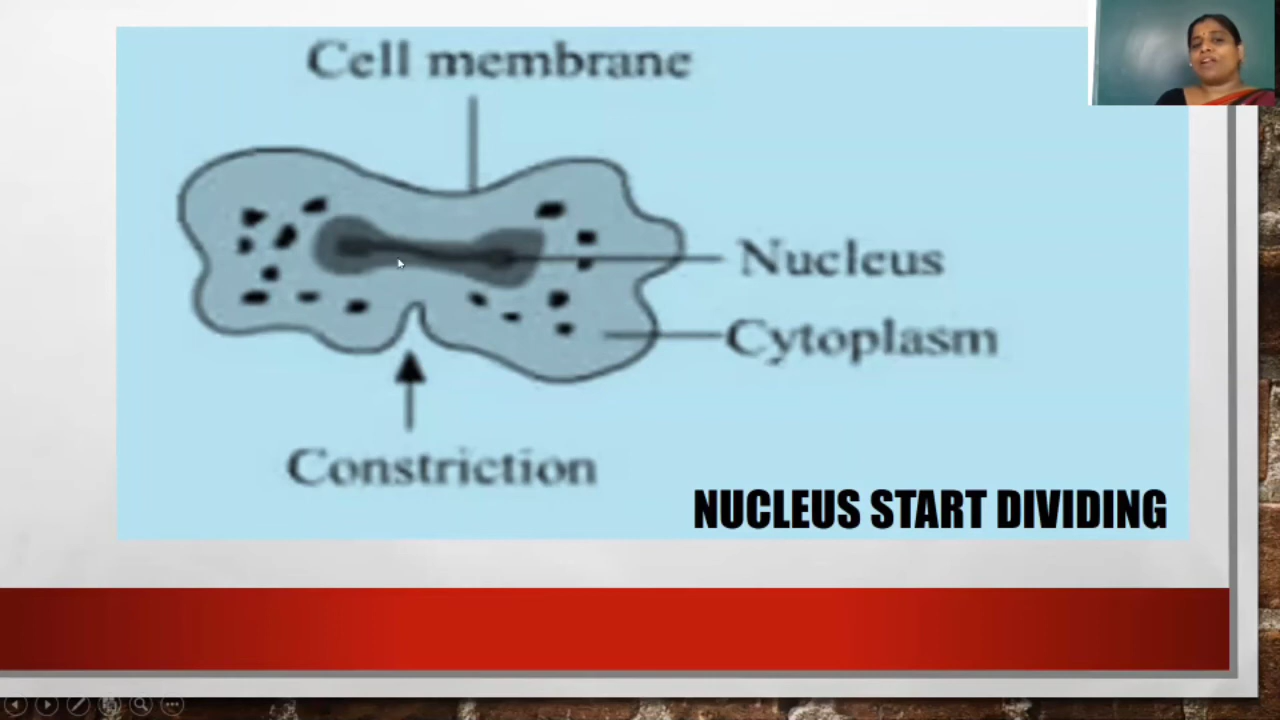 Cell membrane
Nucleus
Cytoplasm
Constriction
NUCLEUS START DIVIDING